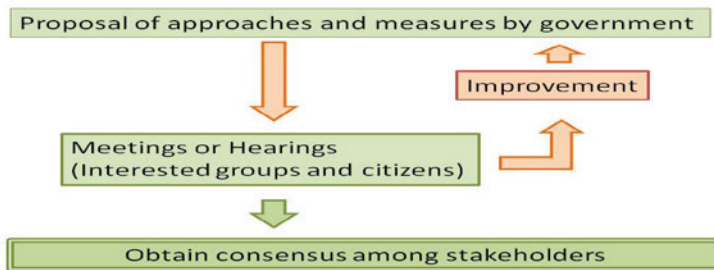 Proposal of approaches and measures by government
Improvement
Meetings or Hearings
(Interested groups and citizens)
Obtain consensus among stakeholders